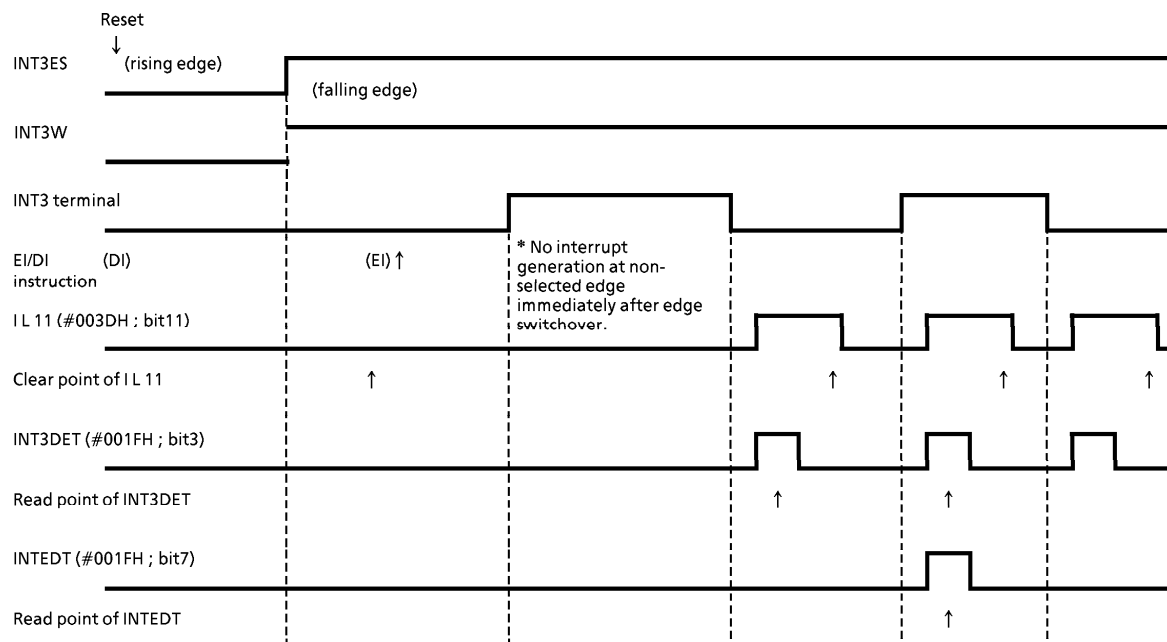 Reset
↓
INT3ES (rising edge)
(falling edge)
INT3W
INT3 terminal
EI/DI (DI) (EI) ↑
instruction
* No interrupt
generation at non-
selected edge
immediately after edge
switchover.
I L 11 (#003DH ; bit11)
Clear point of I L 11 ↑ ↑ ↑ ↑
INT3DET (#001FH ; bit3)
Read point of INT3DET ↑ ↑
INTEDT (#001FH ; bit7)
Read point of INTEDT ↑